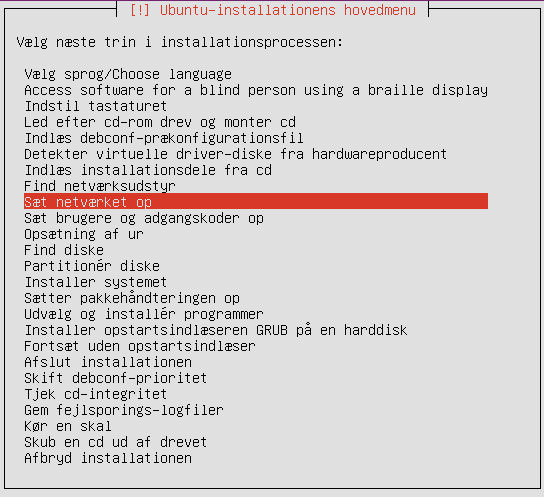 [!] Ubuntu-installationens hovedmenu
Vælg næste trin i installationsprocessen:
Vælg sprog/Choose language
Access software for a blind person using a braille display
Indstil tastaturet
Led efter cd-rom drev og monter cd
Indlæs debconf-prækonfigurationsfil
Detekter virtuelle driver-diske fra hardwareproducent
Indlæs installationsdele fra cd
Find netværksudstyr
Sæt netværket op
Sæt brugere og adgangskoder op
Opsætning af ur
Find diske
Partitionér diske
Installer systemet
Sætter pakkehåndteringen op
Udvælg og installér programmer
Installer opstartsindlæseren GRUB på en harddisk
Fortsæt uden opstartsindlæser
Afslut installationen
Skift debconf-prioritet
Tjek cd-integritet
Gem fejlsporings-logfiler
Kør en skal
Skub en cd ud af drevet
Afbryd installationen